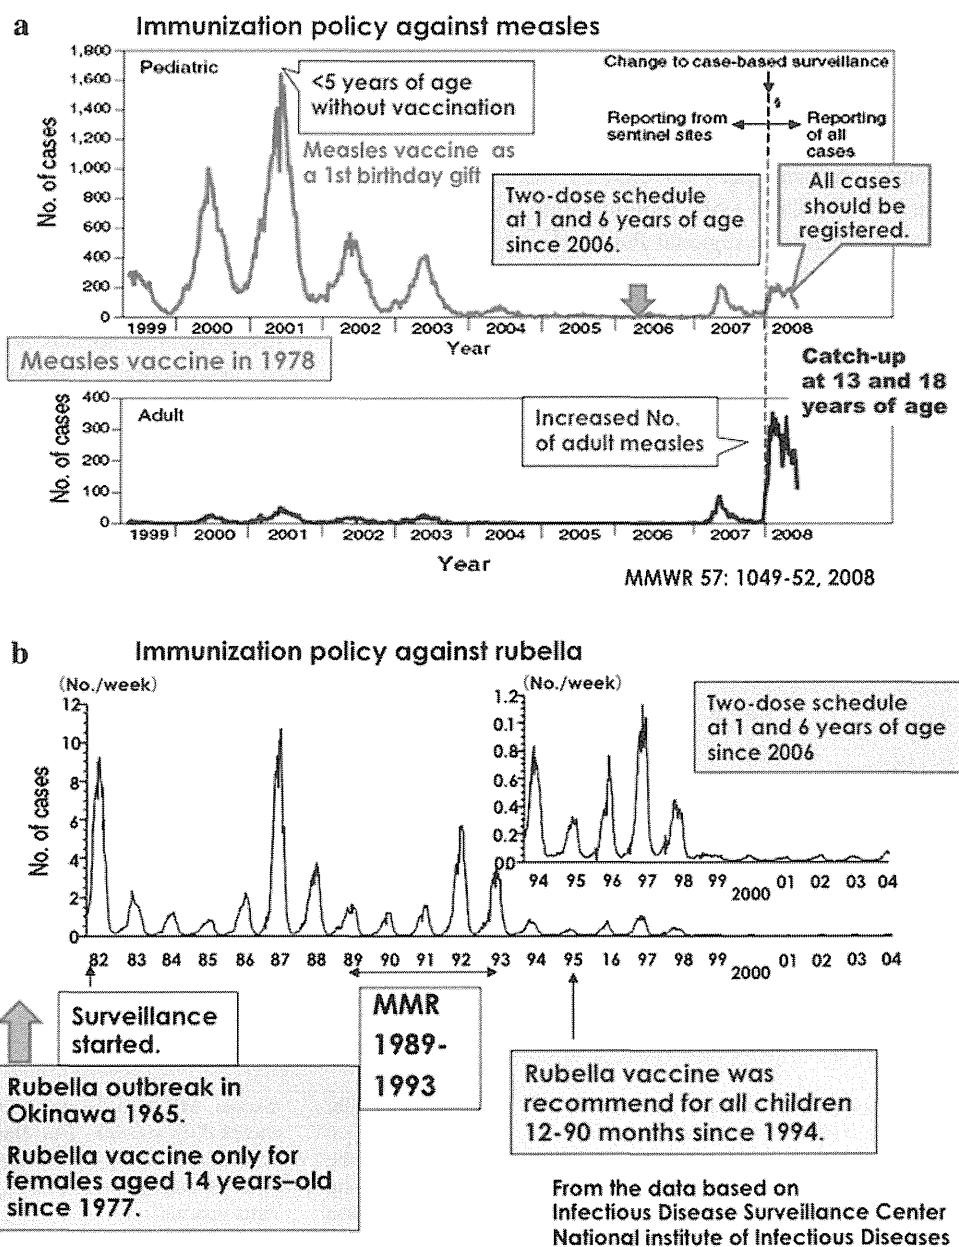 a Immunization policy against measles
Pediatric
<5 years of age
without vaccination
Measles vaccine as
a 1st birthday gift
Two-dose schedule
at 1 and 6 years of age
since 2006.
Change to case-based surveillance
Reporting from
sentinel sites
Reporting
of all
cases
All cases
should be
registered.
No. of cases
1,800
1,600
1,400
1,200
1,000
800
600
400
200
0
1999 2000 2001 2002 2003 2004 2005 2006 2007 2008
Year
Measles vaccine in 1978
Catch-up
at 13 and 18
years of age
Adult
Increased No.
of adult measles
No. of cases
400
300
200
100
0
1999 2000 2001 2002 2003 2004 2005 2006 2007 2008
Year
MMWR 57: 1049-52, 2008
b Immunization policy against rubella
(No./week)
No. of cases
12
10
8
6
4
2
0
82 83 84 85 86 87 88 89 90 91 92 93 94 95 16 97 98 99 2000 01 02 03 04
(No./week)
1.2
0.1
0.8
0.6
0.4
0.2
00
94 95 96 97 98 99 2000 01 02 03 04
Two-dose schedule
at 1 and 6 years of age
since 2006
Surveillance
started.
MMR
1989-
1993
Rubella outbreak in
Okinawa 1965.
Rubella vaccine only for
females aged 14 years-old
since 1977.
Rubella vaccine was
recommend for all children
12-90 months since 1994.
From the data based on
Infectious Disease Surveillance Center
National institute of Infectious Diseases